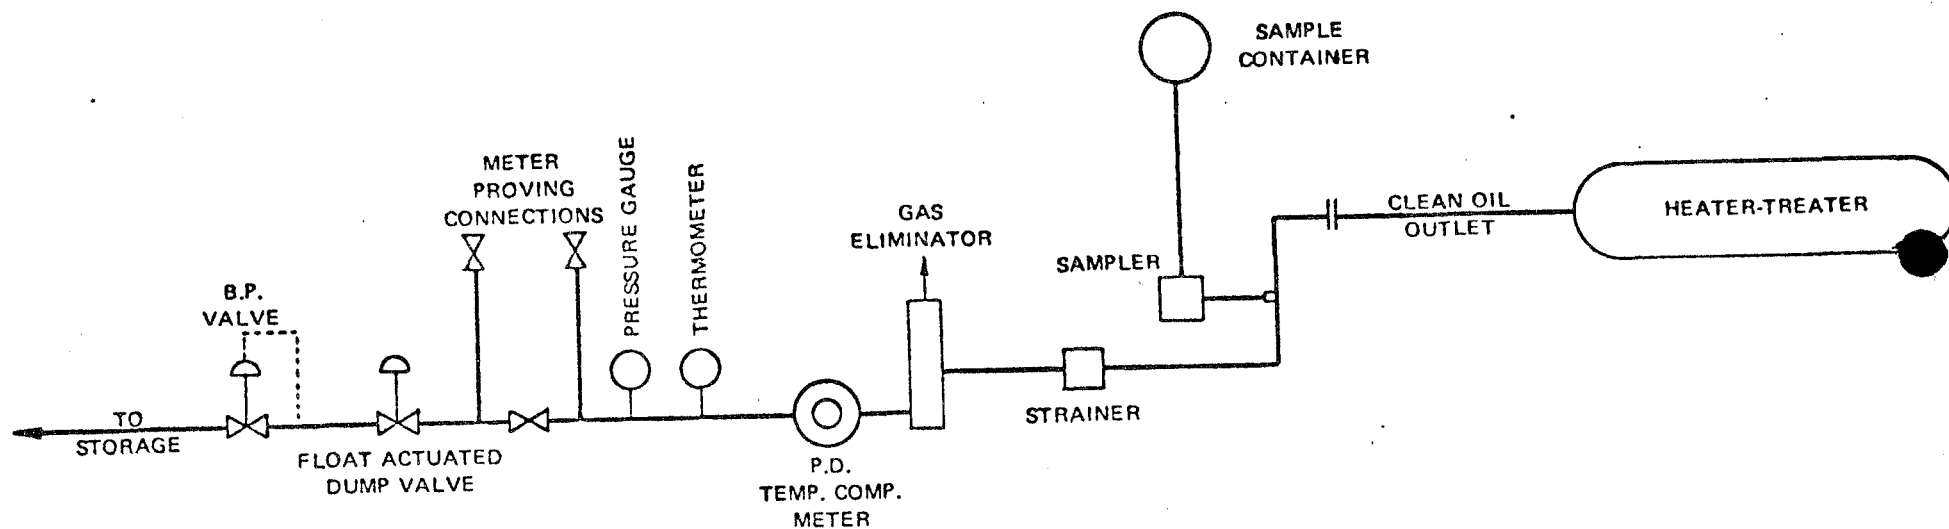 SAMPLE
CONTAINER
METER
PROVING
CONNECTIONS
PRESSURE GAUGE
THERMOMETER
GAS
ELIMINATOR
SAMPLER
CLEAN OIL
OUTLET
HEATER-TREATER
B.P.
VALVE
TO
STORAGE
FLOAT ACTUATED
DUMP VALVE
STRAINER
P.D.
TEMP. COMP.
METER